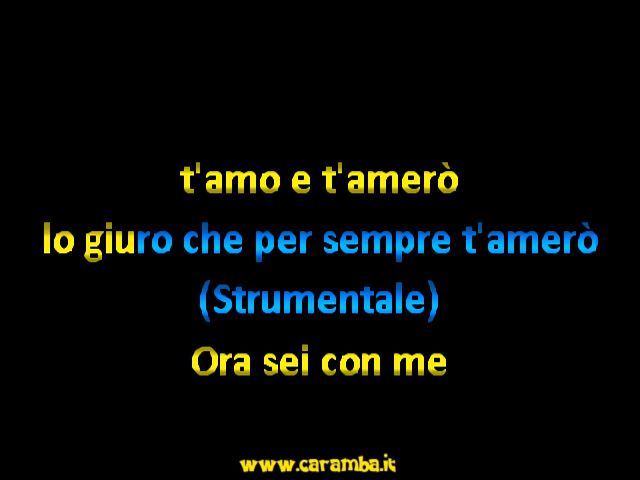 t'amo e t'amerò
lo giuro che per sempre t'amerò
(Strumentale)
Ora sei con me
www.caramba.it